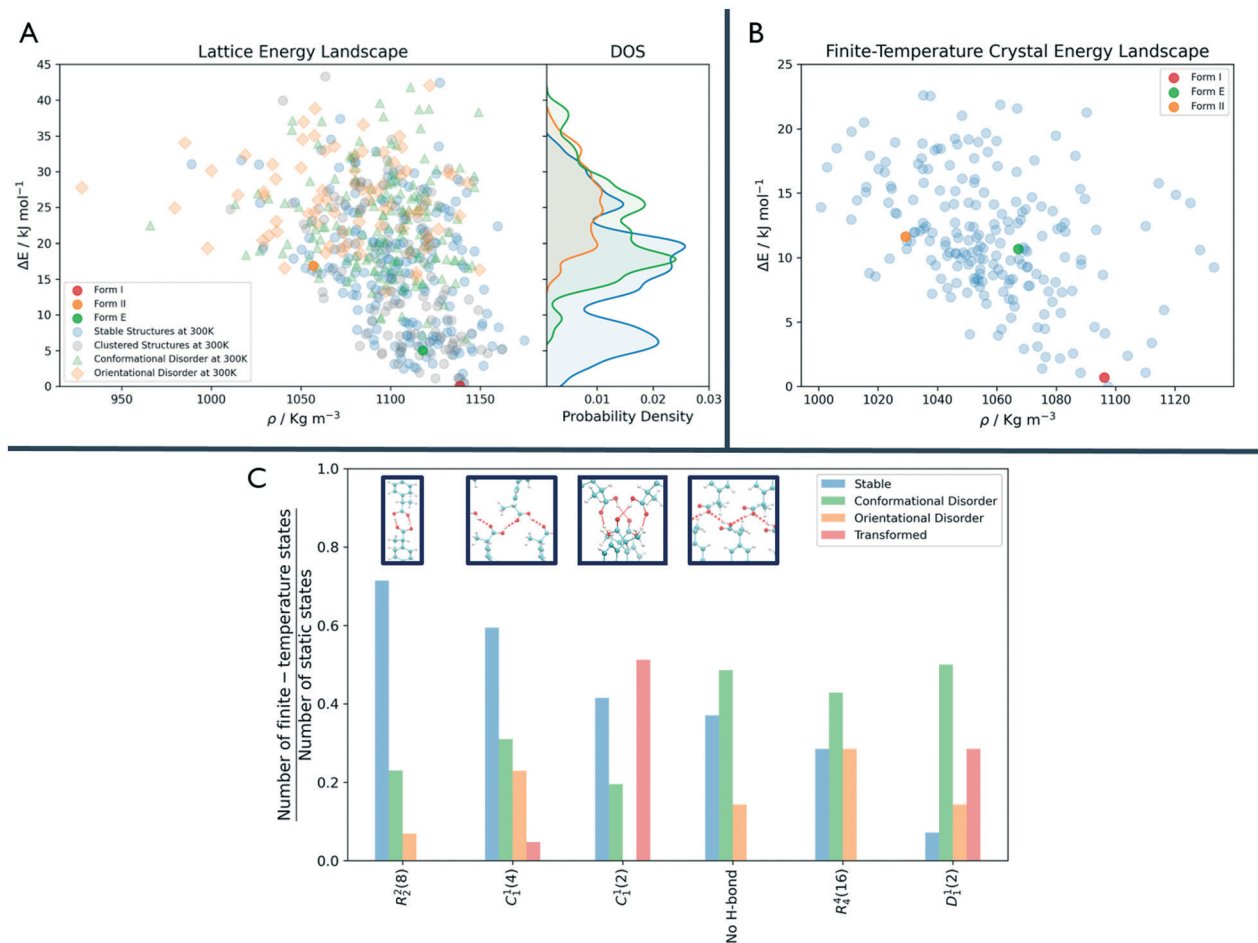 A
Lattice Energy Landscape
DOS
ΔE / kJ mol⁻¹
45
40
35
30
25
20
15
10
5
0
Form I
Form II
Form E
Stable Structures at 300K
Clustered Structures at 300K
Conformational Disorder at 300K
Orientational Disorder at 300K
950 1000 1050 1100 1150
ρ / Kg m⁻³
0.01 0.02 0.03
Probability Density
B
Finite-Temperature Crystal Energy Landscape
ΔE / kJ mol⁻¹
25
20
15
10
5
0
Form I
Form E
Form II
1000 1020 1040 1060 1080 1100 1120
ρ / Kg m⁻³
C
Number of finite − temperature states
Number of static states
1.0
0.8
0.6
0.4
0.2
0.0
Stable
Conformational Disorder
Orientational Disorder
Transformed
R²₂(8)
C¹₁(4)
C¹₁(2)
No H-bond
R⁴₄(16)
D¹₁(2)